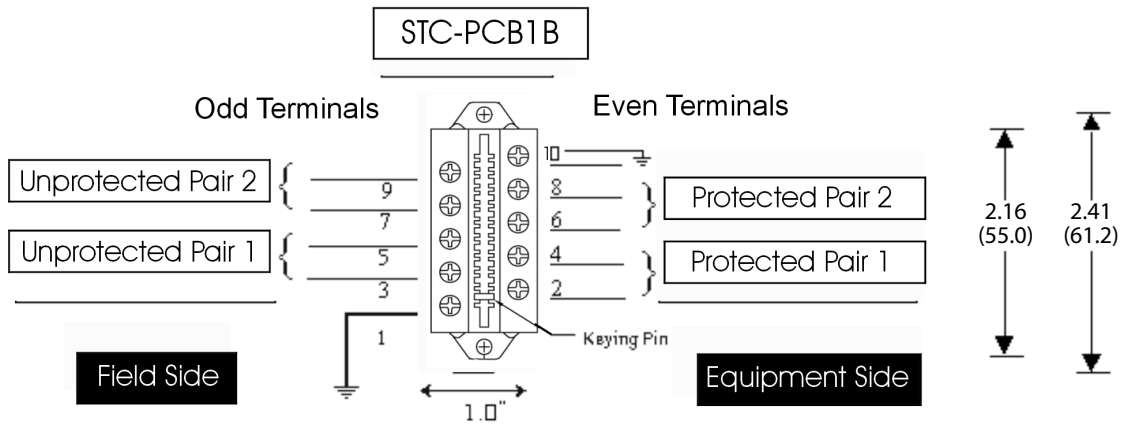 STC-PCB1B
Odd Terminals
Even Terminals
10
Unprotected Pair 2
9
8
Protected Pair 2
7
6
Unprotected Pair 1
5
4
Protected Pair 1
3
2
1
Keying Pin
Field Side
Equipment Side
1.0"
2.16
(55.0)
2.41
(61.2)